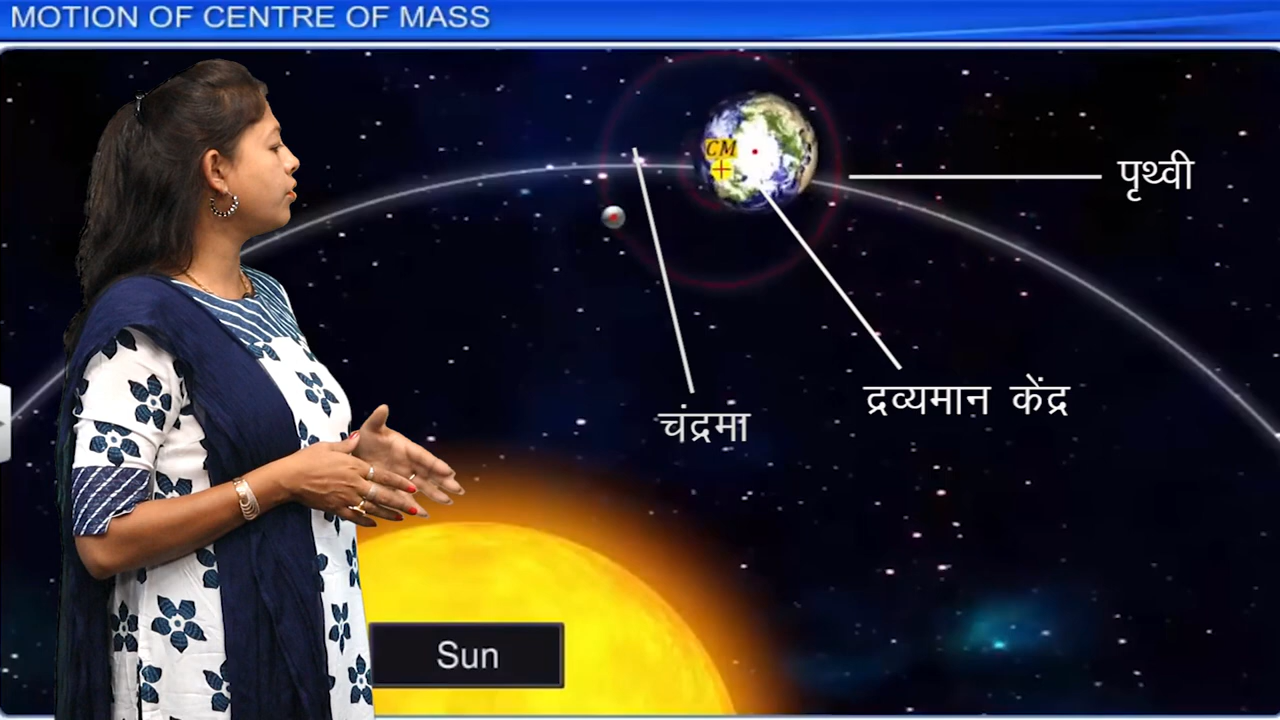 MOTION OF CENTRE OF MASS
CM
पृथ्वी
द्रव्यमान केंद्र
चंद्रमा
Sun